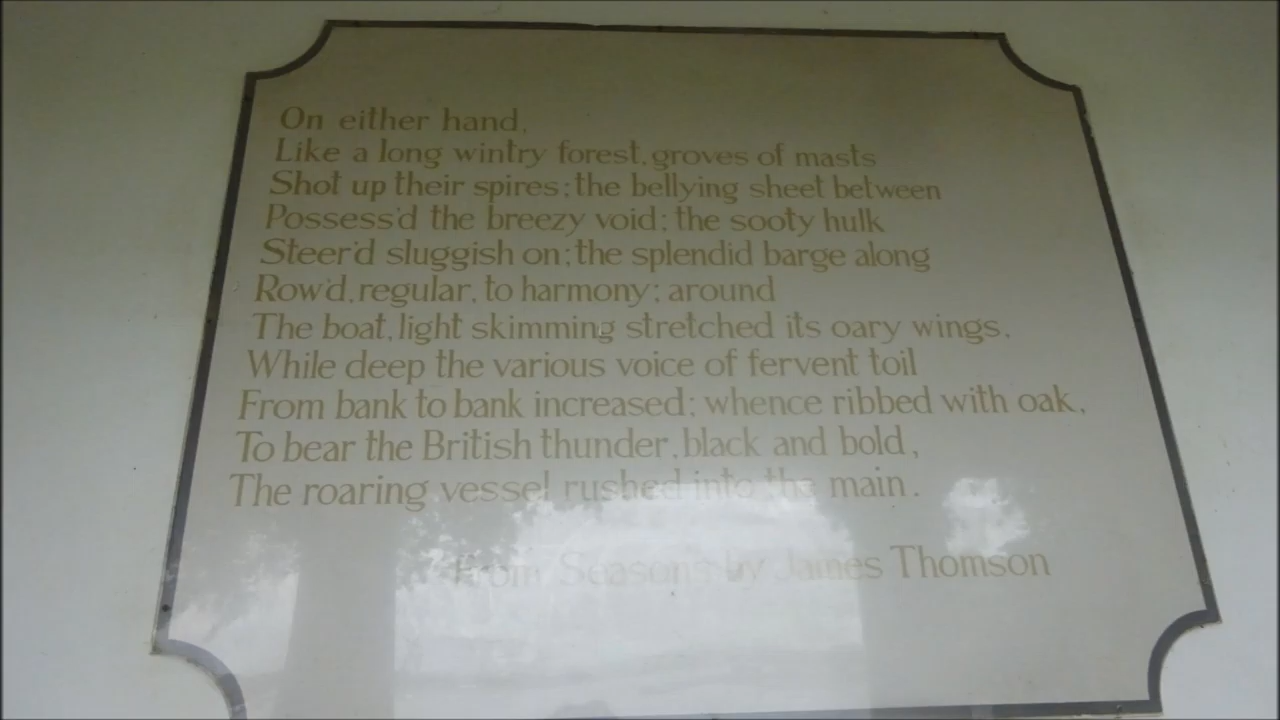 On either hand,
Like a long wintry forest, groves of masts
Shot up their spires; the bellying sheet between
Possess'd the breezy void; the sooty hulk
Steer'd sluggish on; the splendid barge along
Row'd, regular, to harmony; around
The boat, light skimming stretched its oary wings,
While deep the various voice of fervent toil
From bank to bank increased; whence ribbed with oak,
To bear the British thunder, black and bold,
The roaring vessel rushed into the main.
From Seasons by James Thomson